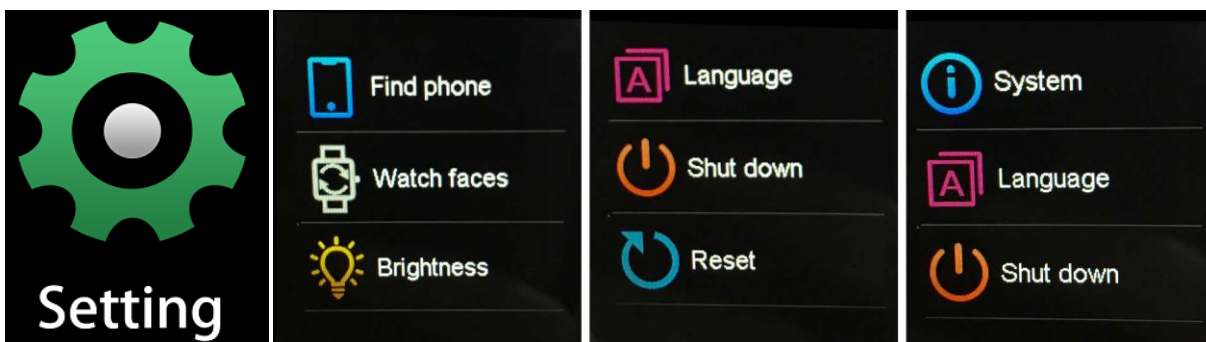 Setting
Find phone
Watch faces
Brightness
A Language
Shut down
Reset
i System
A Language
Shut down